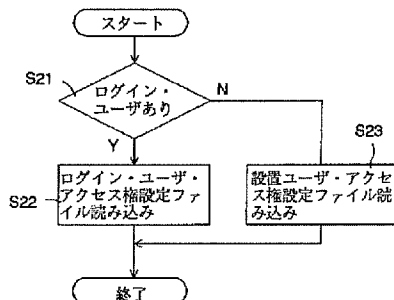 スタート
S21
ログイン・
ユーザあり
N
Y
S23
S22
ログイン・ユーザ・
アクセス権設定ファ
イル読み込み
設置ユーザ・アクセ
ス権設定ファイル読
み込み
終了